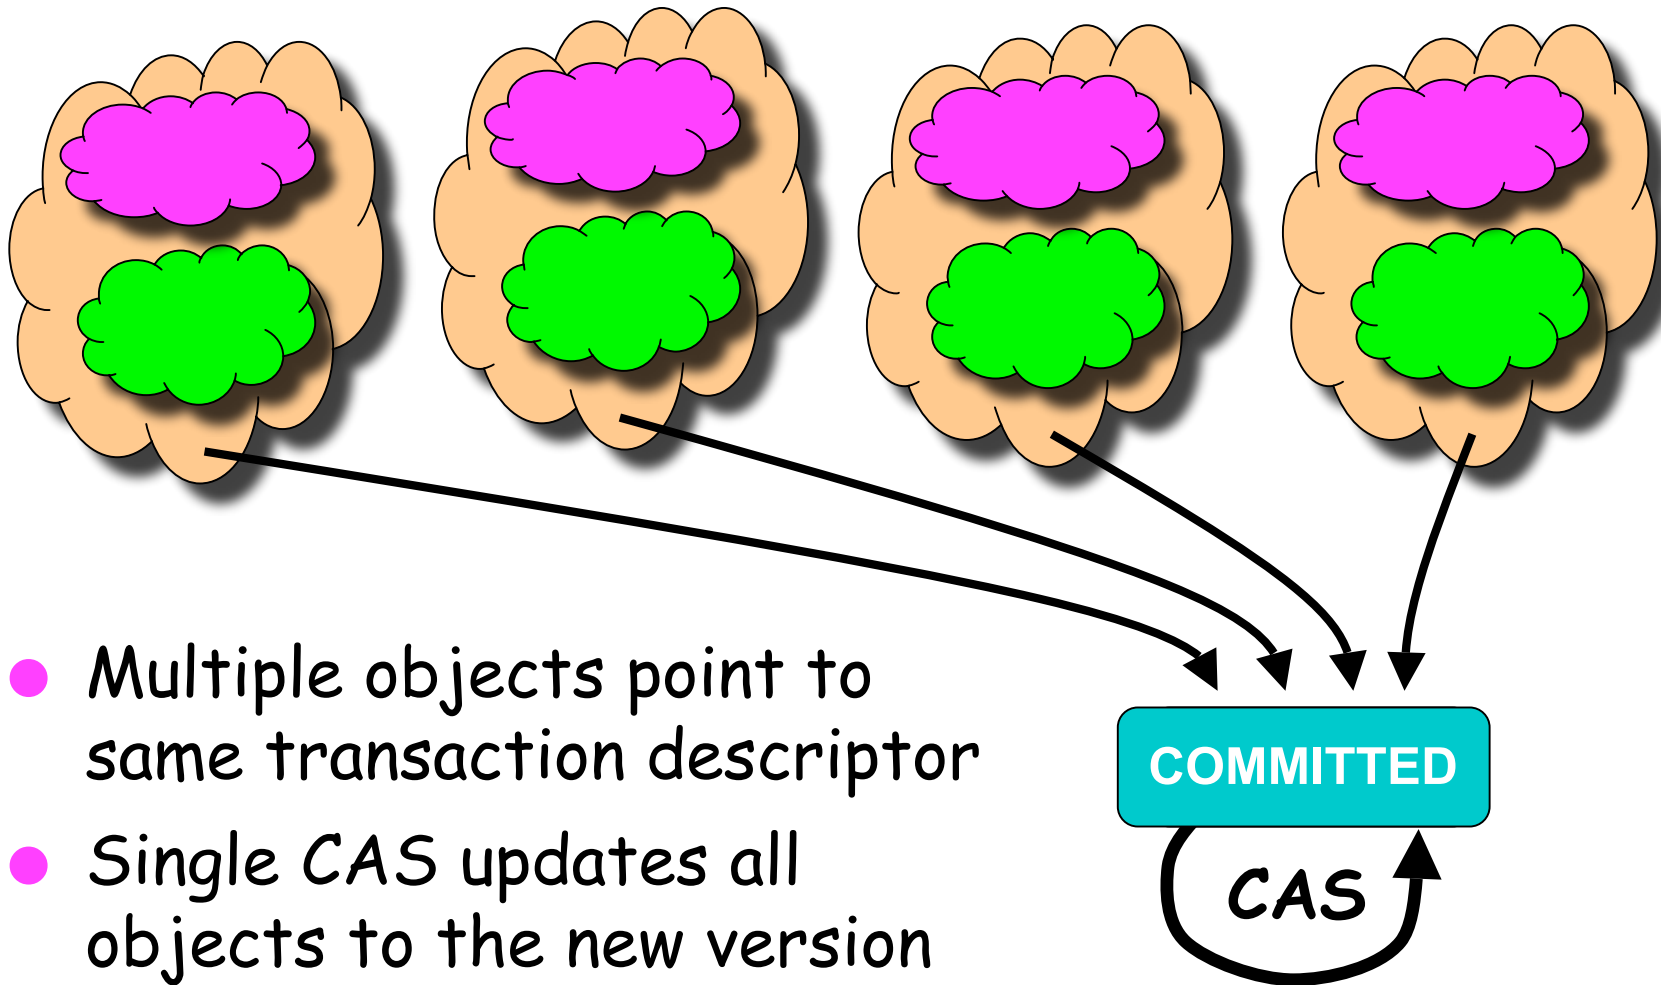 Multiple objects point to
same transaction descriptor
COMMITTED
Single CAS updates all
objects to the new version
CAS